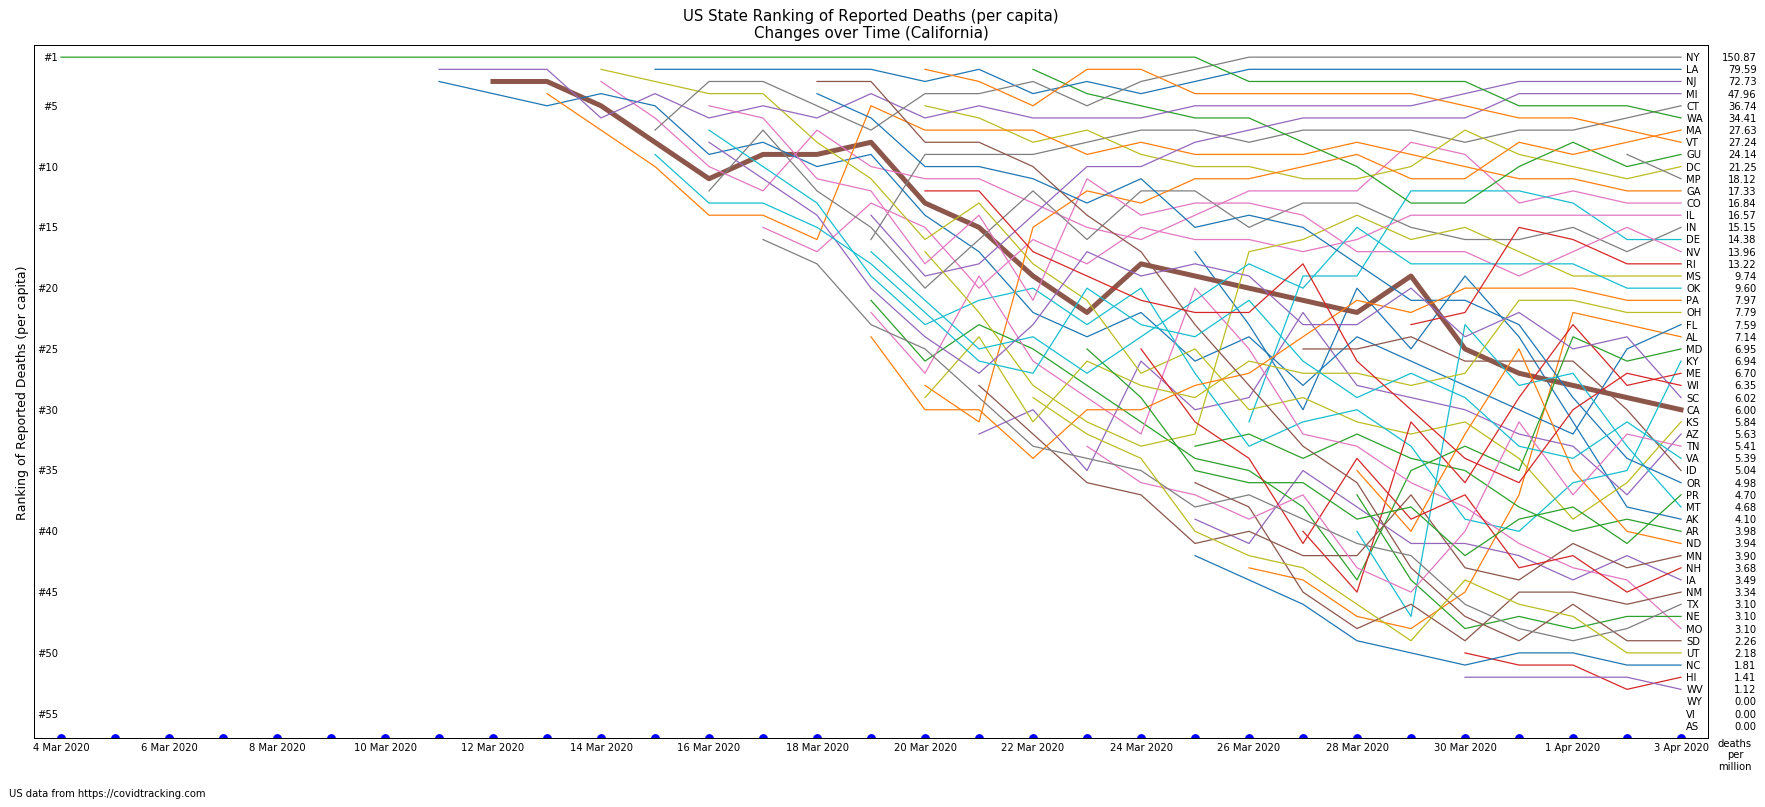 US State Ranking of Reported Deaths (per capita)
Changes over Time (California)
Ranking of Reported Deaths (per capita)
#1
#5
#10
#15
#20
#25
#30
#35
#40
#45
#50
#55
NY 150.87
LA 79.59
NJ 72.73
MI 47.96
CT 36.74
WA 34.41
MA 27.63
VT 27.24
GU 24.14
DC 21.25
MP 18.12
GA 17.33
CO 16.84
IL 16.57
IN 15.15
DE 14.38
NV 13.96
RI 13.22
MS 9.74
OK 9.60
PA 7.97
OH 7.79
FL 7.59
AL 7.14
MD 6.95
KY 6.94
ME 6.70
WI 6.35
SC 6.02
CA 6.00
KS 5.84
AZ 5.63
TN 5.41
VA 5.39
ID 5.04
OR 4.98
PR 4.70
MT 4.68
AK 4.10
AR 3.98
ND 3.94
MN 3.90
NH 3.68
IA 3.49
NM 3.34
TX 3.10
NE 3.10
MO 3.10
SD 2.26
UT 2.18
NC 1.81
HI 1.41
WV 1.12
WY 0.00
VI 0.00
AS 0.00
4 Mar 2020 6 Mar 2020 8 Mar 2020 10 Mar 2020 12 Mar 2020 14 Mar 2020 16 Mar 2020 18 Mar 2020 20 Mar 2020 22 Mar 2020 24 Mar 2020 26 Mar 2020 28 Mar 2020 30 Mar 2020 1 Apr 2020 3 Apr 2020
deaths
per
million
US data from https://covidtracking.com